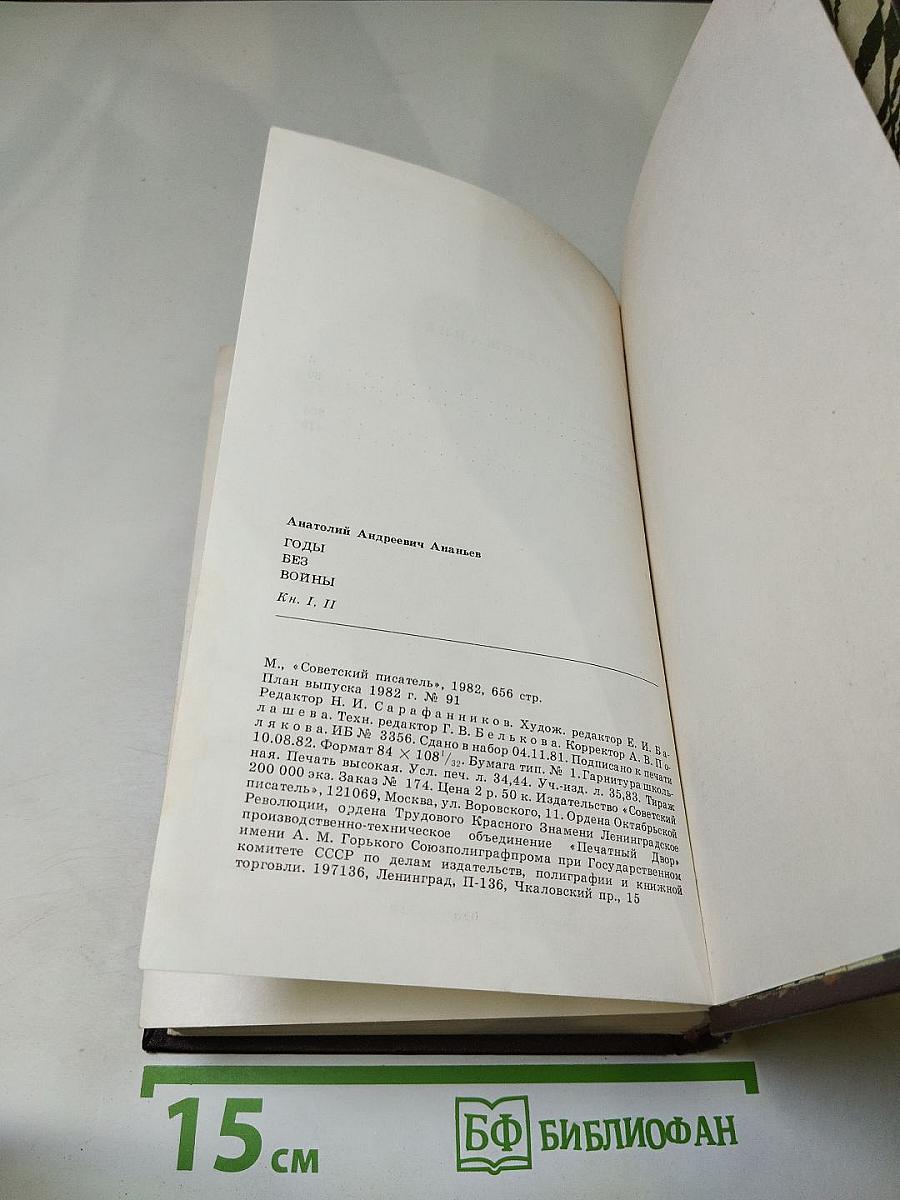 Анатолий Андреевич Ананьев
ГОДЫ
БЕЗ
ВОЙНЫ
Кн. I, II
М., «Советский писатель», 1982, 656 стр.
План выпуска 1982 г. № 91
Редактор Н. И. Сарафанников. Худож. редактор Е. И. Ба-
лашева. Техн. редактор Г. В. Белькова. Корректор А. В. По-
лякова. ИБ № 3356. Сдано в набор 04.11.81. Подписано к печати
10.08.82. Формат 84 × 108 1/32. Бумага тип. № 1. Гарнитура школь-
ная. Печать высокая. Усл. печ. л. 34,44. Уч.-изд. л. 35,83. Тираж
200 000 экз. Заказ № 174. Цена 2 р. 50 к. Издательство «Советский
писатель», 121069, Москва, ул. Воровского, 11. Ордена Октябрьской
Революции, ордена Трудового Красного Знамени Ленинградское
производственно-техническое объединение «Печатный Двор»
имени А. М. Горького Союзполиграфпрома при Государственном
комитете СССР по делам издательств, полиграфии и книжной
торговли. 197136, Ленинград, П-136, Чкаловский пр., 15
15 см
БФ БИБЛИОФАН